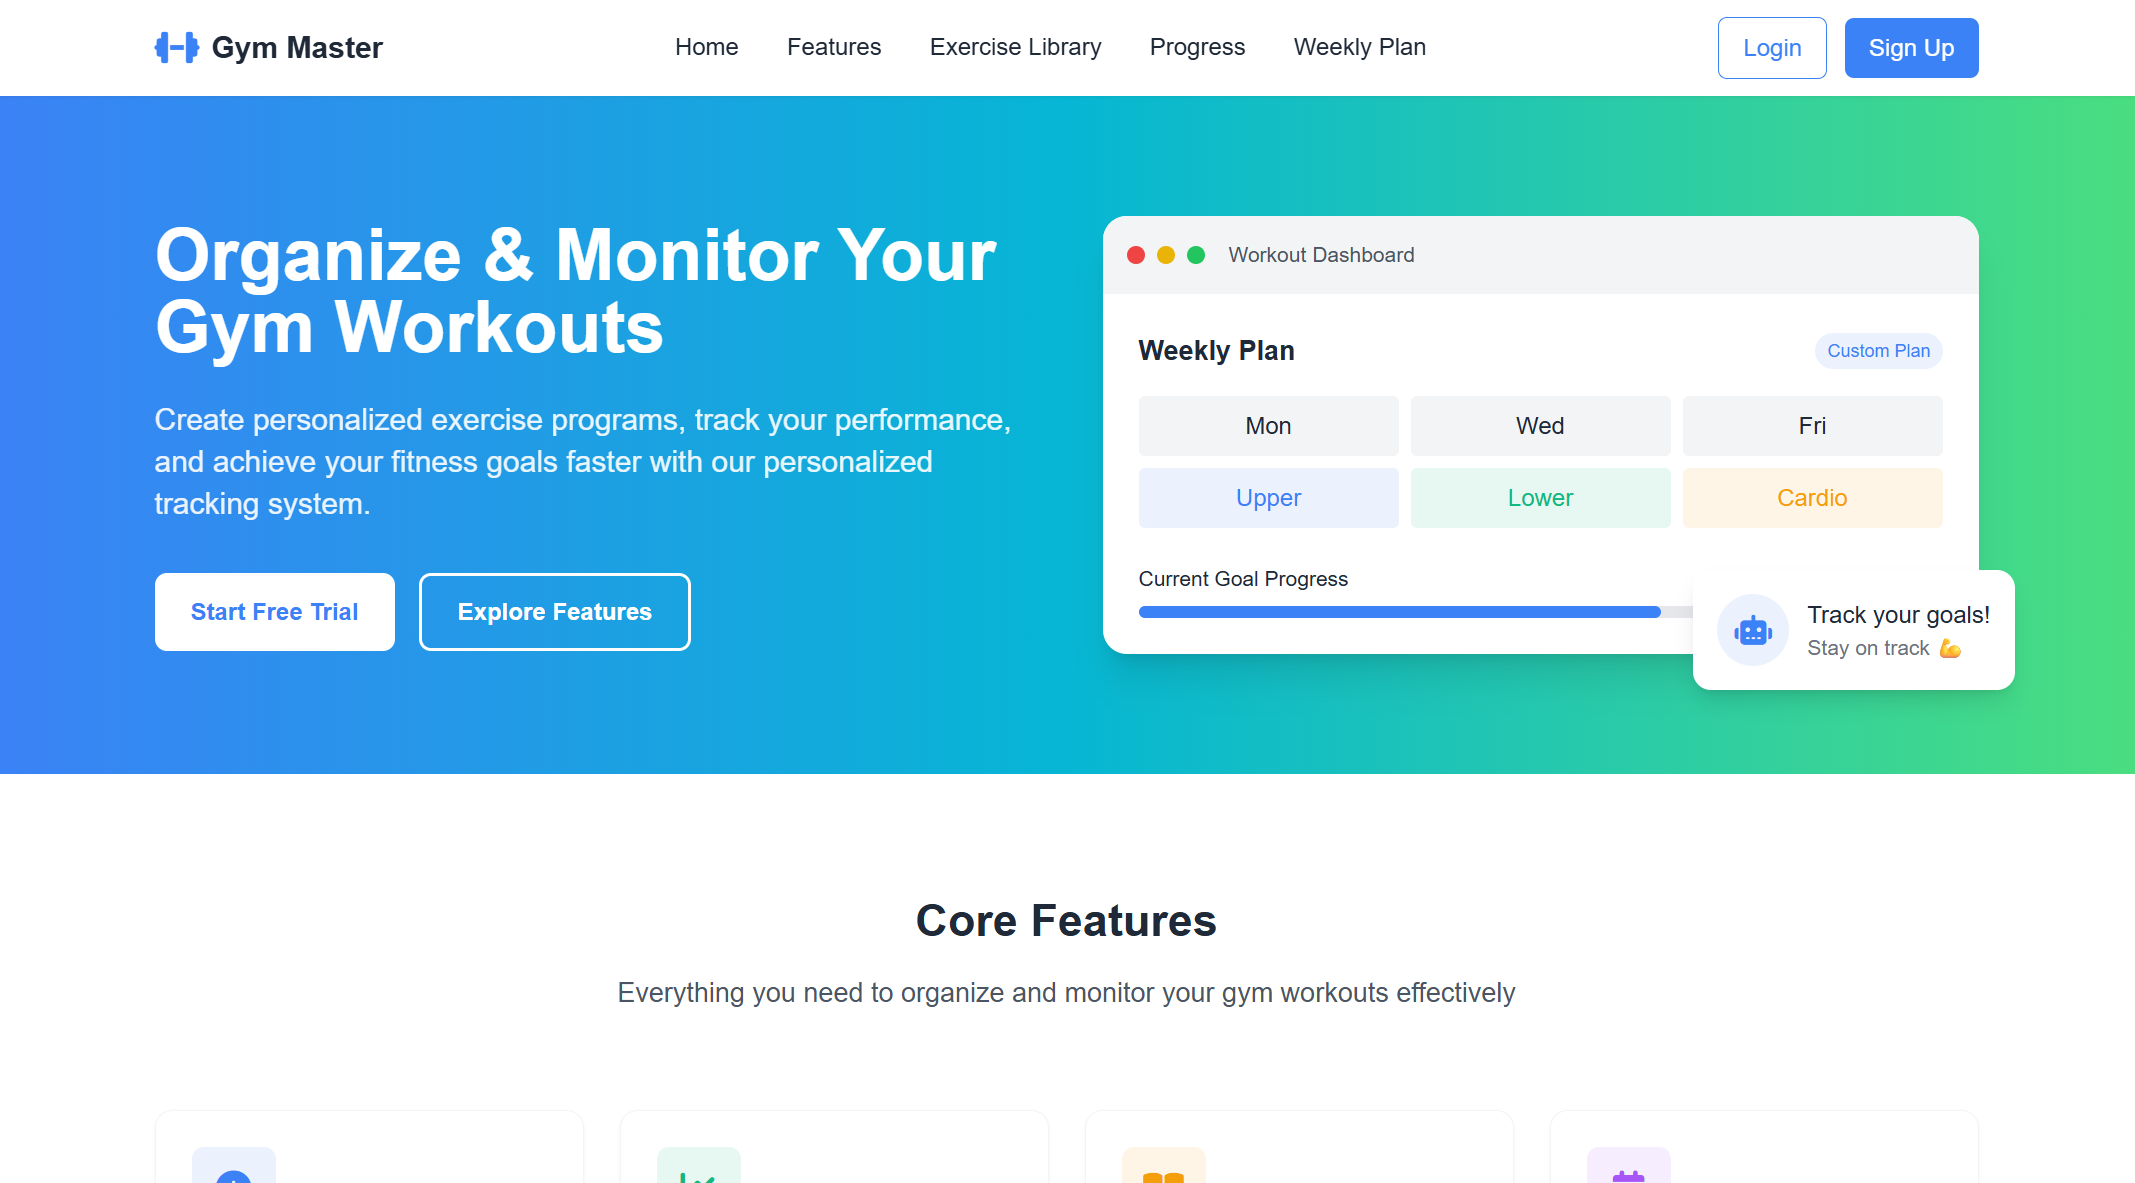 Gym Master
Home
Features
Exercise Library
Progress
Weekly Plan
Login
Sign Up
Organize & Monitor Your
Gym Workouts
Create personalized exercise programs, track your performance,
and achieve your fitness goals faster with our personalized
tracking system.
Start Free Trial
Explore Features
Workout Dashboard
Weekly Plan
Custom Plan
Mon
Wed
Fri
Upper
Lower
Cardio
Current Goal Progress
Track your goals!
Stay on track 💪
Core Features
Everything you need to organize and monitor your gym workouts effectively